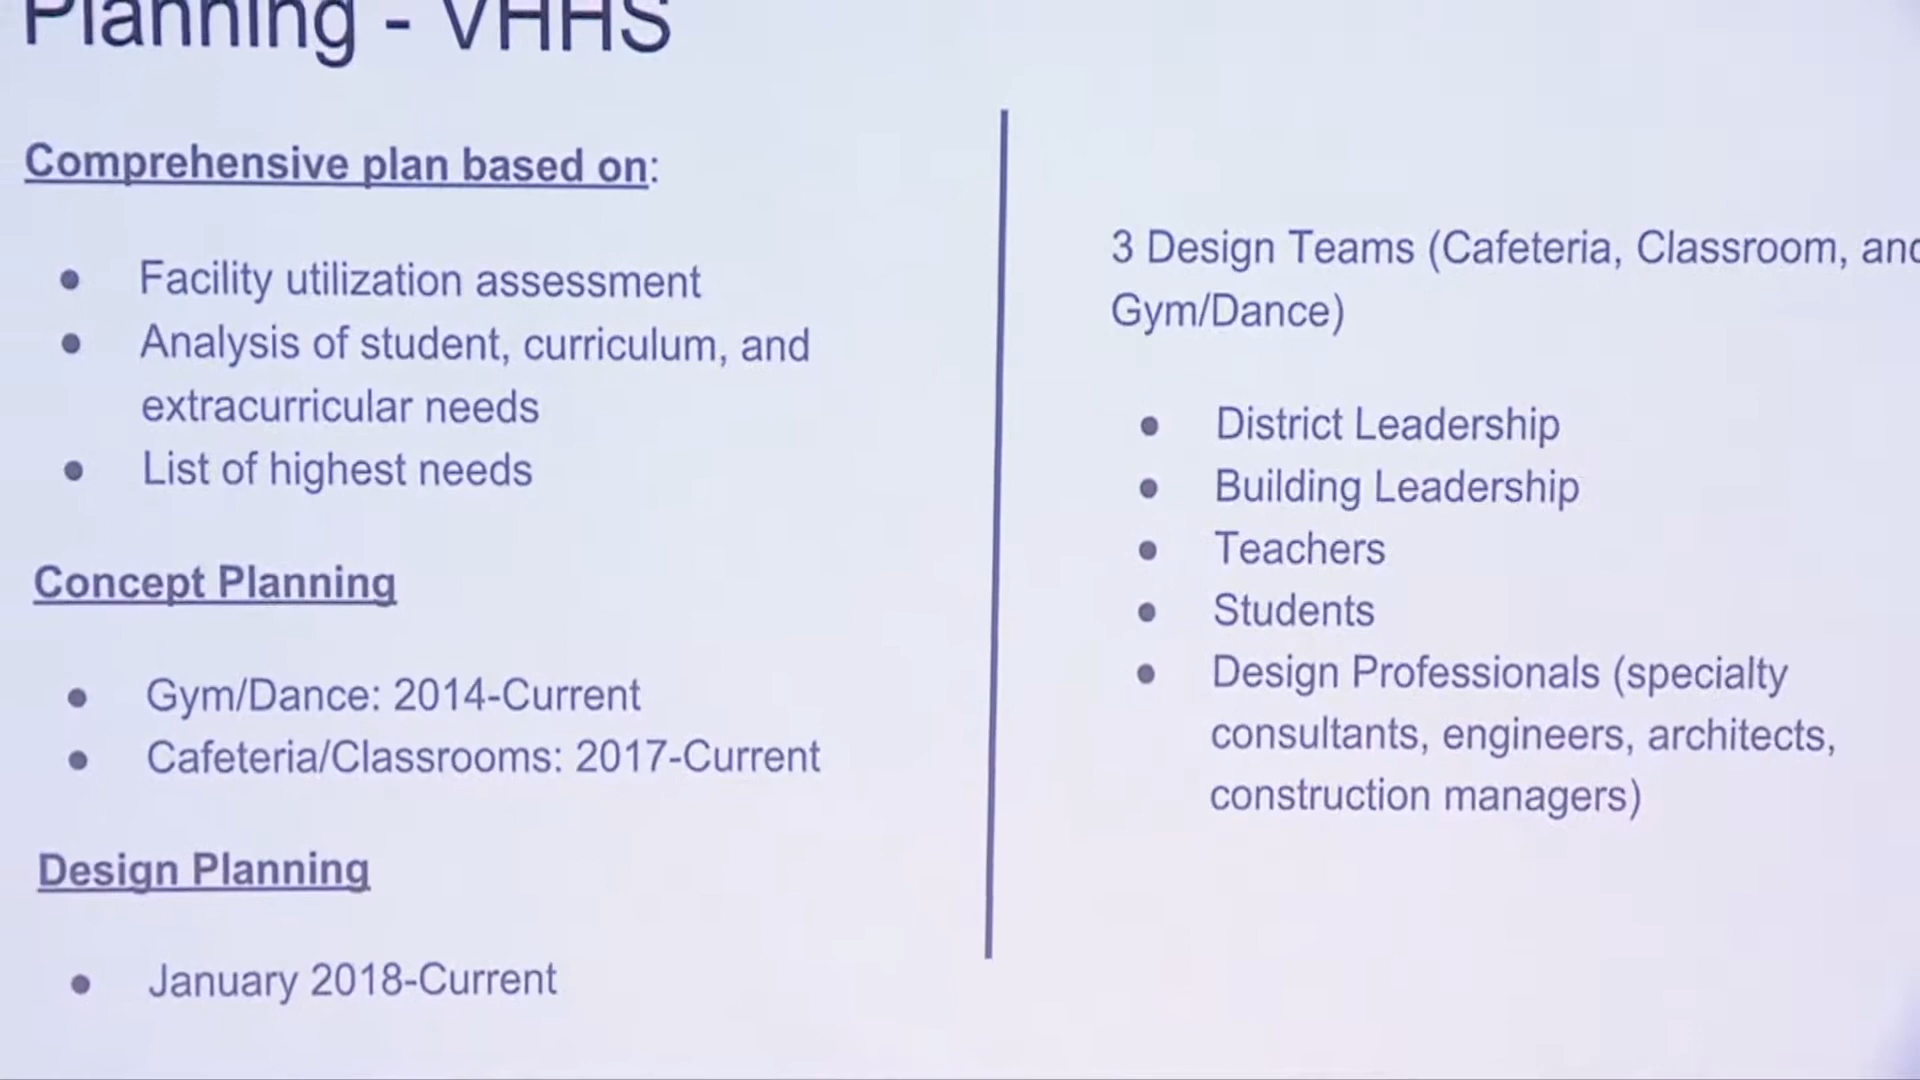 Planning - VHHS
Comprehensive plan based on:
● Facility utilization assessment
● Analysis of student, curriculum, and
extracurricular needs
● List of highest needs
Concept Planning
● Gym/Dance: 2014-Current
● Cafeteria/Classrooms: 2017-Current
Design Planning
● January 2018-Current
3 Design Teams (Cafeteria, Classroom, and
Gym/Dance)
● District Leadership
● Building Leadership
● Teachers
● Students
● Design Professionals (specialty
consultants, engineers, architects,
construction managers)